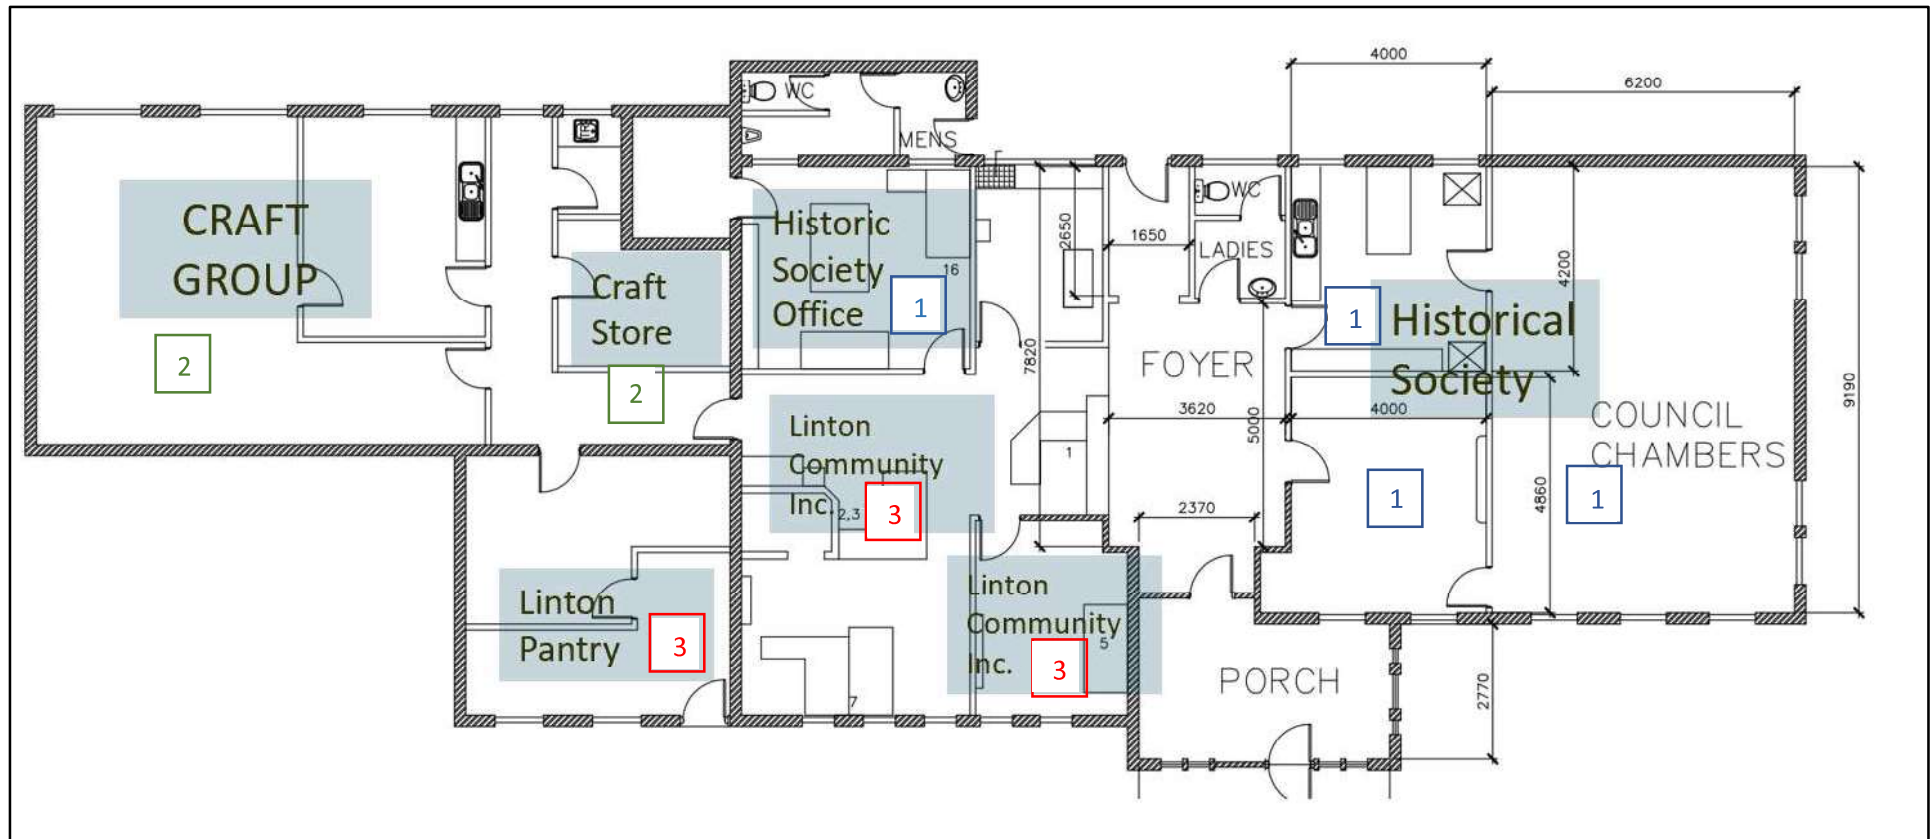 4000
6200
WC
MENS
CRAFT
GROUP
2
Craft
Store
2
Historic
Society
Office
16
1
2650
1650
WC
LADIES
4200
1
Historical
Society
7820
FOYER
3620
5000
4000
COUNCIL
CHAMBERS
9190
Linton
Community
Inc.
2,3
3
1
2370
1
4860
1
Linton
Pantry
3
7
Linton
Community
Inc.
5
3
PORCH
2770